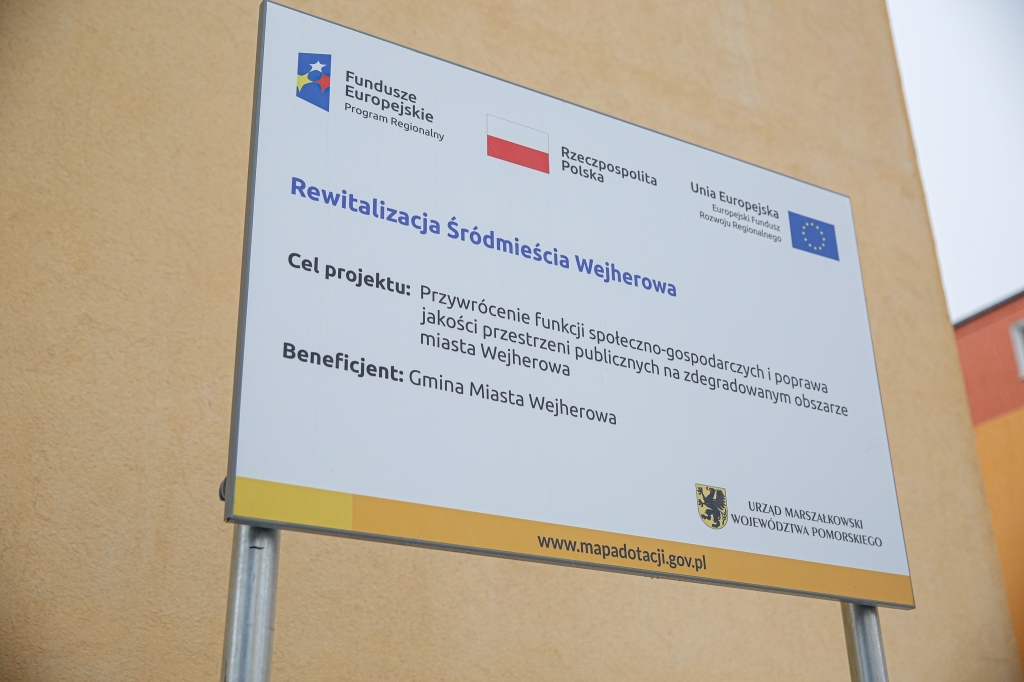 Fundusze
Europejskie
Program Regionalny
Rzeczpospolita
Polska
Unia Europejska
Europejski Fundusz
Rozwoju Regionalnego
Rewitalizacja Śródmieścia Wejherowa
Cel projektu: Przywrócenie funkcji społeczno-gospodarczych i poprawa
jakości przestrzeni publicznych na zdegradowanym obszarze
miasta Wejherowa
Beneficjent: Gmina Miasta Wejherowa
URZĄD MARSZAŁKOWSKI
WOJEWÓDZTWA POMORSKIEGO
www.mapadotacji.gov.pl